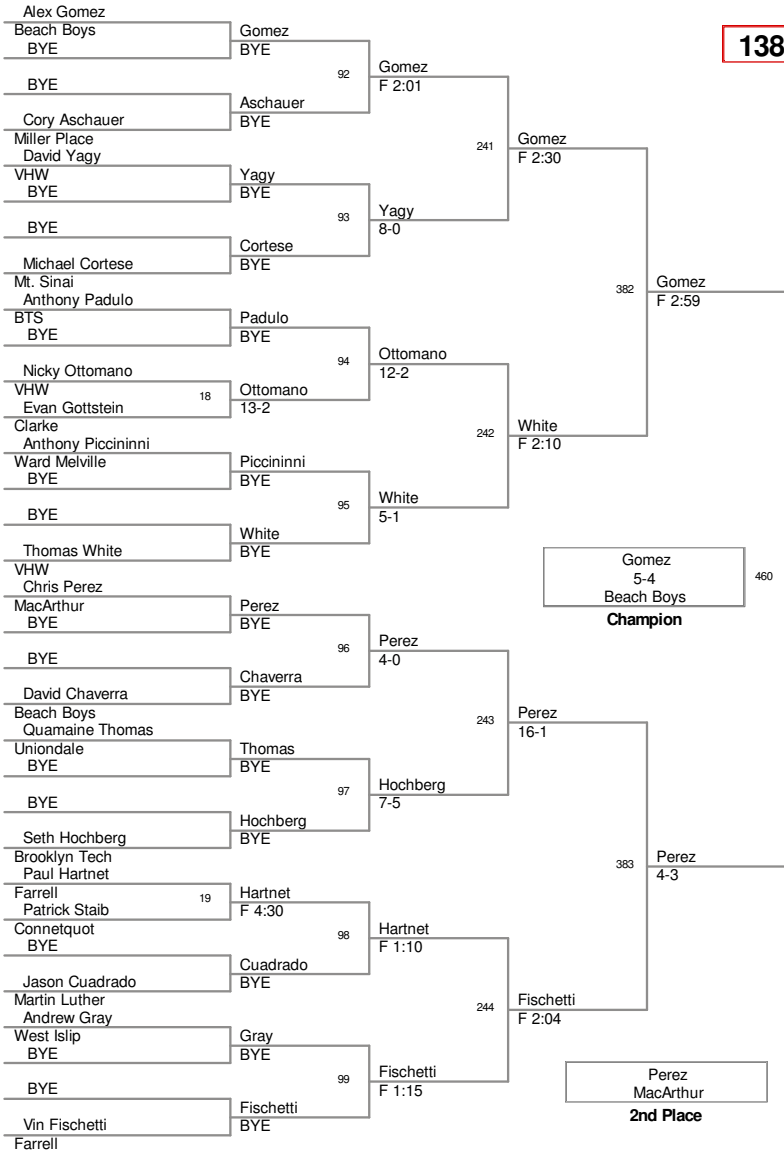 Alex Gomez
Beach Boys
BYE
BYE
Cory Aschauer
Miller Place
David Yagy
VHW
BYE
BYE
Michael Cortese
Mt. Sinai
Anthony Padulo
BTS
BYE
Nicky Ottomano
VHW
18
Evan Gottstein
Clarke
Anthony Piccininni
Ward Melville
BYE
BYE
Thomas White
VHW
Chris Perez
MacArthur
BYE
BYE
David Chaverra
Beach Boys
Quamaine Thomas
Uniondale
BYE
BYE
Seth Hochberg
Brooklyn Tech
Paul Hartnet
Farrell
19
Patrick Staib
Connetquot
BYE
Jason Cuadrado
Martin Luther
Andrew Gray
West Islip
BYE
BYE
Vin Fischetti
Farrell
Gomez
BYE
92
Aschauer
BYE
Yagy
BYE
93
Cortese
BYE
Padulo
BYE
94
Ottomano
13-2
Piccininni
BYE
95
White
BYE
Perez
BYE
96
Chaverra
BYE
Thomas
BYE
97
Hochberg
BYE
Hartnet
F 4:30
98
Cuadrado
BYE
Gray
BYE
99
Fischetti
BYE
Gomez
F 2:01
241
Yagy
8-0
Ottomano
12-2
242
White
5-1
Perez
4-0
243
Hochberg
7-5
Hartnet
F 1:10
244
Fischetti
F 1:15
Gomez
F 2:30
382
White
F 2:10
Perez
16-1
383
Fischetti
F 2:04
138
Gomez
F 2:59
Gomez
5-4
Beach Boys
460
Champion
Perez
4-3
Perez
MacArthur
2nd Place